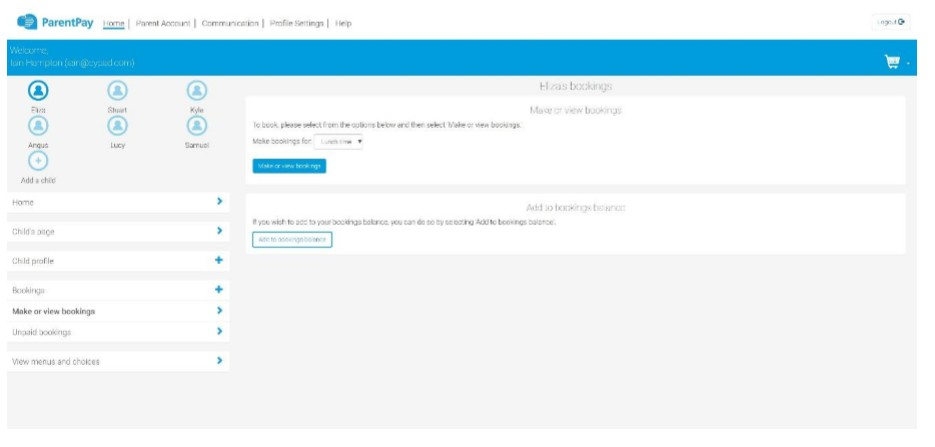 ParentPay Home | Parent Account | Communication | Profile Settings | Help
Logout
Welcome,
Iain Hampton (iain@cypad.com)
Eliza Stuart Kyle
Angus Lucy Samuel
Add a child
Home
Child's page
Child profile
Bookings
Make or view bookings
Unpaid bookings
View menus and choices
Eliza's bookings
Make or view bookings
To book, please select from the options below and then select 'Make or view bookings.'
Make bookings for: Lunch time
Make or view bookings
Add to bookings balance
If you wish to add to your bookings balance, you can do so by selecting 'Add to bookings balance'.
Add to bookings balance